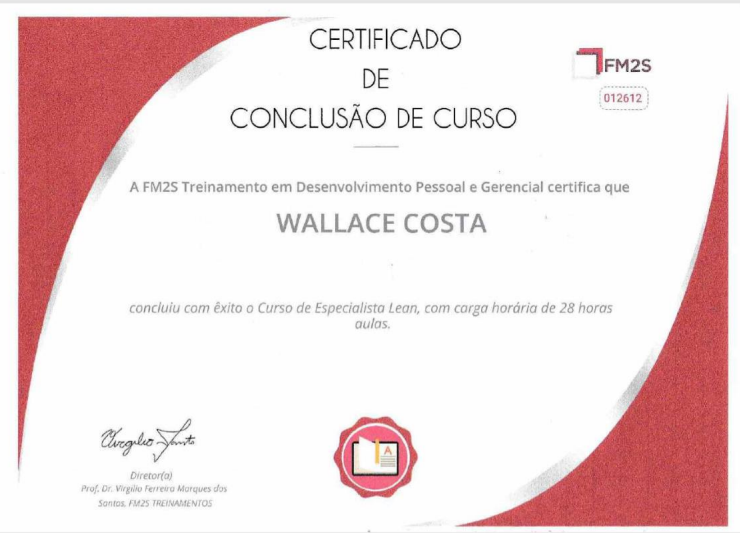 CERTIFICADO
DE
CONCLUSÃO DE CURSO
FM2S
012612
A FM2S Treinamento em Desenvolvimento Pessoal e Gerencial certifica que
WALLACE COSTA
concluiu com êxito o Curso de Especialista Lean, com carga horária de 28 horas
aulas.
Virgilio Santos
Diretor(a)
Prof. Dr. Virgilio Ferreira Marques dos
Santos, FM2S TREINAMENTOS
A